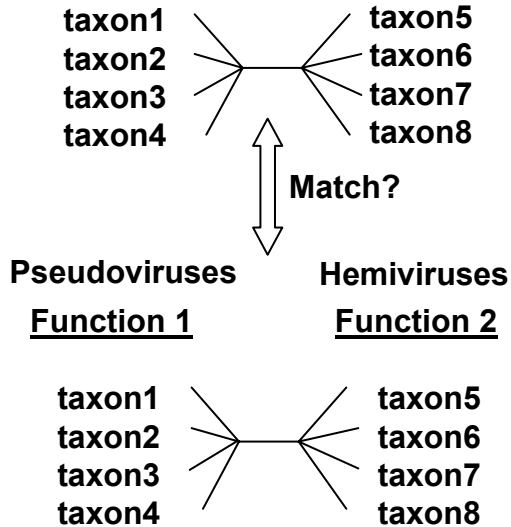 taxon1 taxon5
taxon2 taxon6
taxon3 taxon7
taxon4 taxon8
Match?
Pseudoviruses Hemiviruses
Function 1 Function 2
taxon1 taxon5
taxon2 taxon6
taxon3 taxon7
taxon4 taxon8